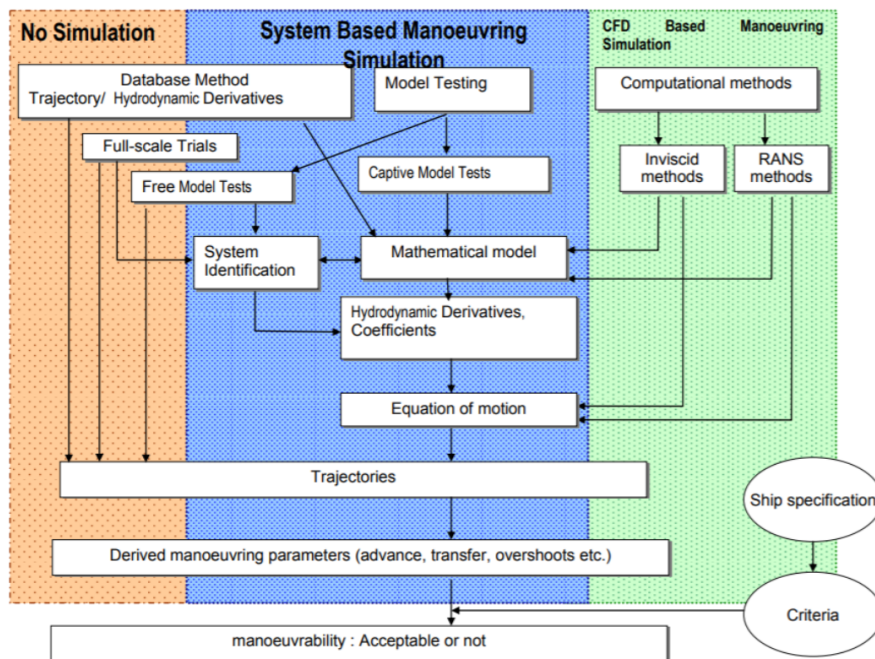 No Simulation
System Based Manoeuvring
Simulation
CFD Based Manoeuvring
Simulation
Database Method
Trajectory/ Hydrodynamic Derivatives
Model Testing
Computational methods
Full-scale Trials
Free Model Tests
Captive Model Tests
Inviscid
methods
RANS
methods
System
Identification
Mathematical model
Hydrodynamic Derivatives,
Coefficients
Equation of motion
Trajectories
Ship specification
Derived manoeuvring parameters (advance, transfer, overshoots etc.)
Criteria
manoeuvrability : Acceptable or not